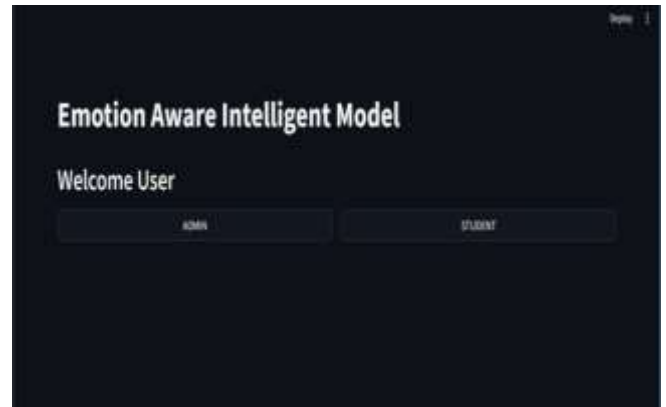 Deploy
Emotion Aware Intelligent Model
Welcome User
ADMIN STUDENT